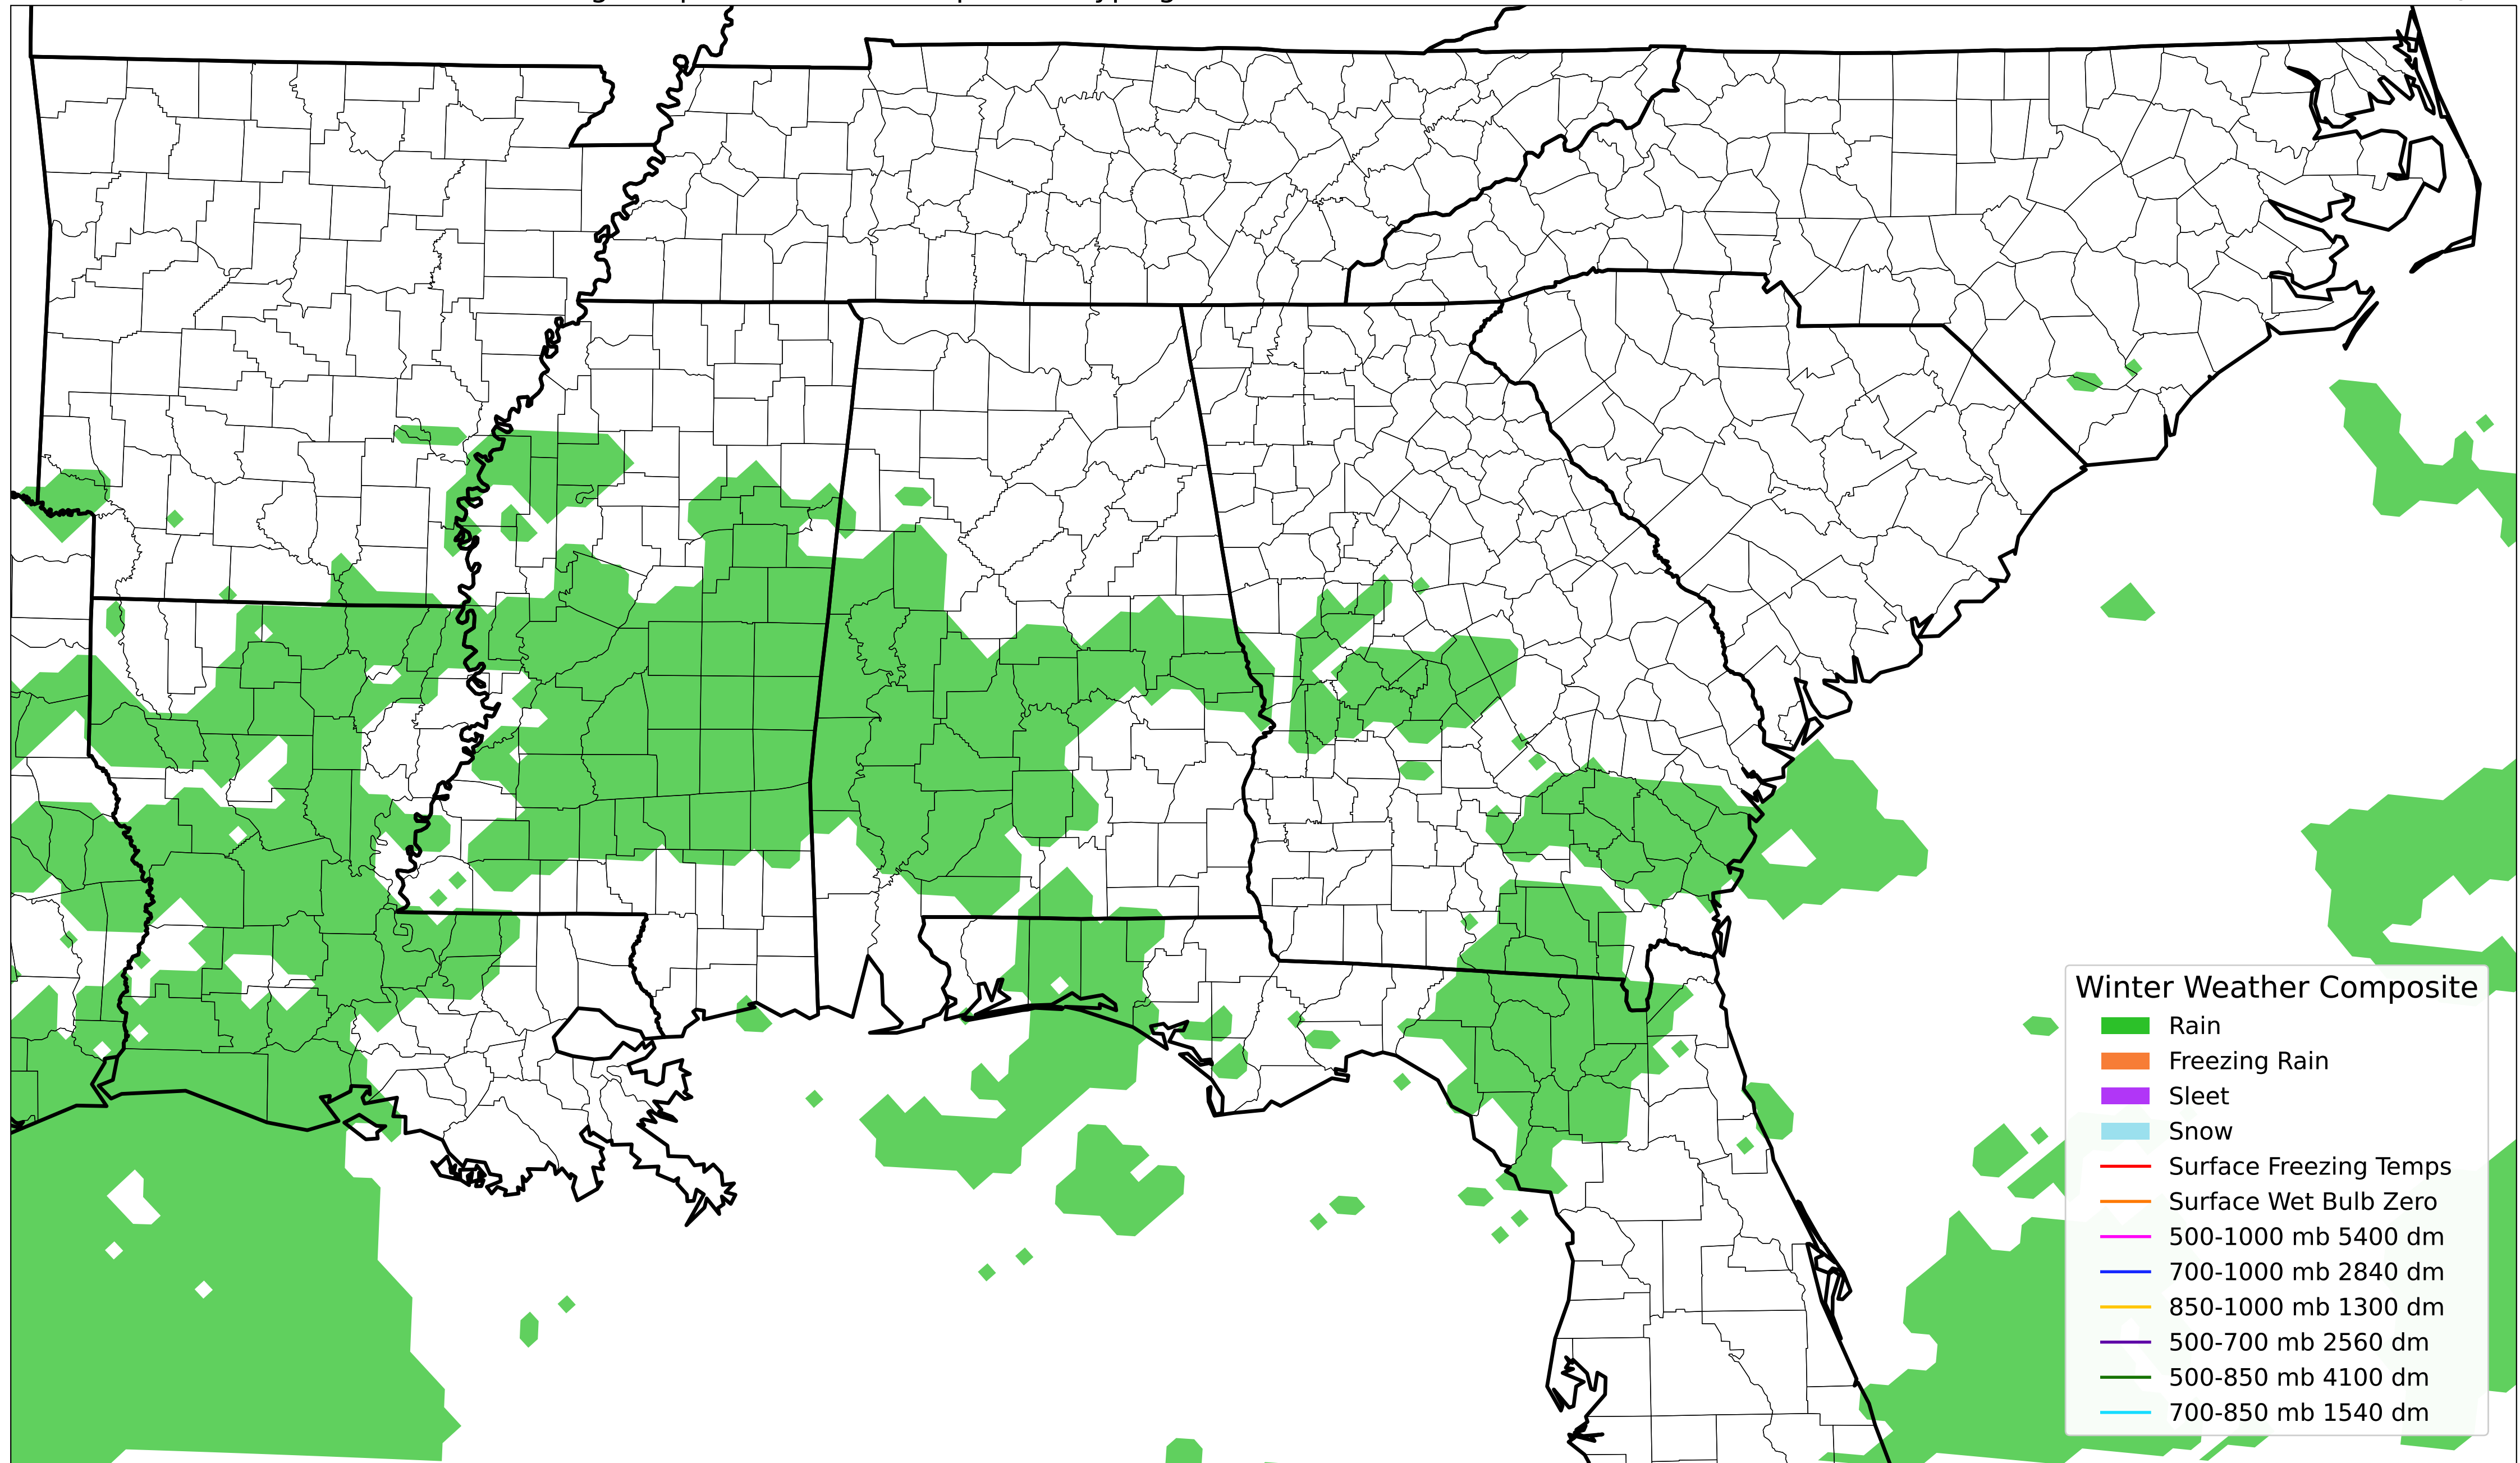 Winter Weather Composite
Rain
Freezing Rain
Sleet
Snow
Surface Freezing Temps
Surface Wet Bulb Zero
500-1000 mb 5400 dm
700-1000 mb 2840 dm
850-1000 mb 1300 dm
500-700 mb 2560 dm
500-850 mb 4100 dm
700-850 mb 1540 dm